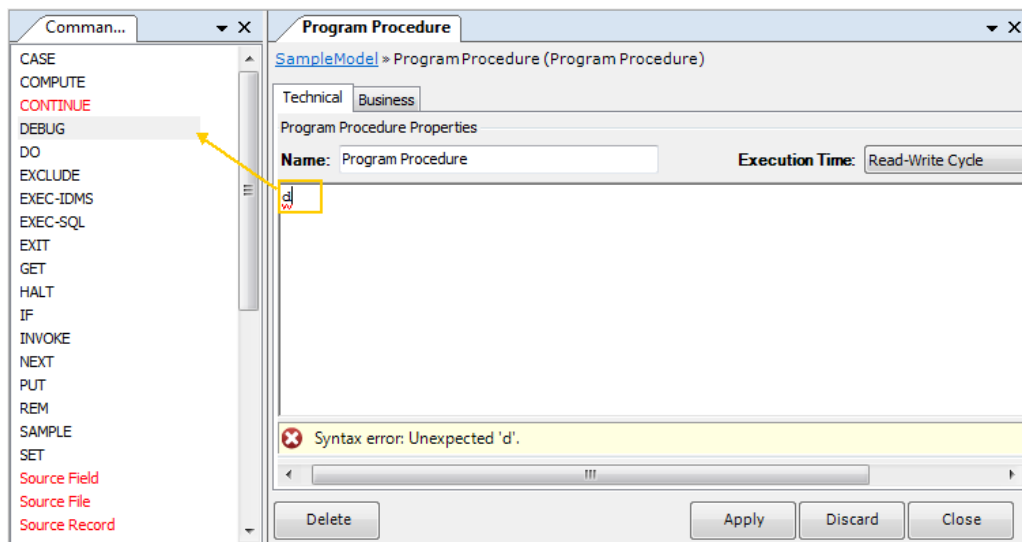 Comman...
CASE
COMPUTE
CONTINUE
DEBUG
DO
EXCLUDE
EXEC-IDMS
EXEC-SQL
EXIT
GET
HALT
IF
INVOKE
NEXT
PUT
REM
SAMPLE
SET
Source Field
Source File
Source Record
Program Procedure
SampleModel » Program Procedure (Program Procedure)
Technical Business
Program Procedure Properties
Name: Program Procedure Execution Time: Read-Write Cycle
d
Syntax error: Unexpected 'd'.
Delete Apply Discard Close